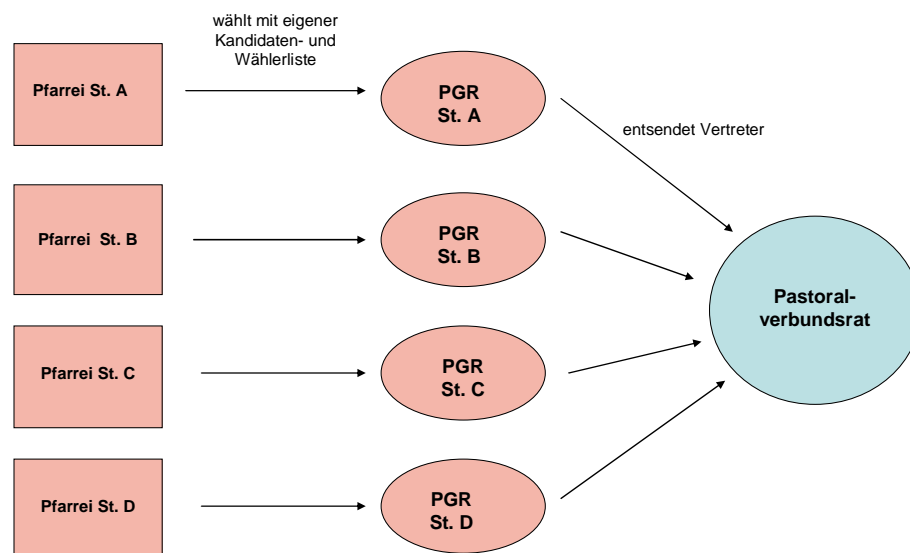 wählt mit eigener
Kandidaten- und
Wählerliste
Pfarrei St. A
PGR
St. A
entsendet Vertreter
Pfarrei  St. B
PGR
St. B
Pastoral-
verbundsrat
Pfarrei St. C
PGR
St. C
Pfarrei St. D
PGR
St. D